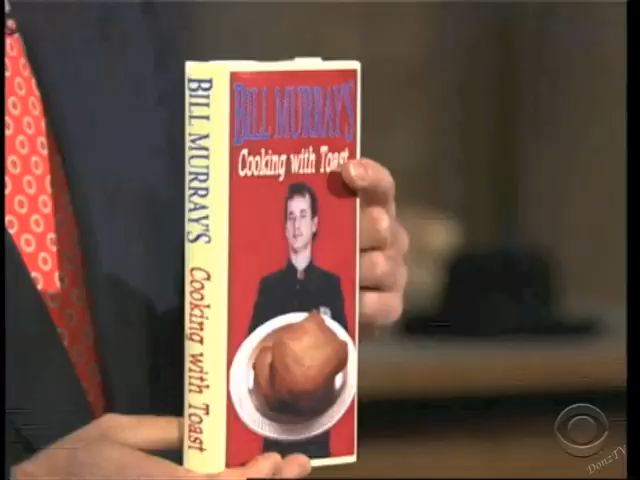 BILL MURRAY'S
Cooking with Toast
BILL MURRAY'S
Cooking with Toast
DonzTV